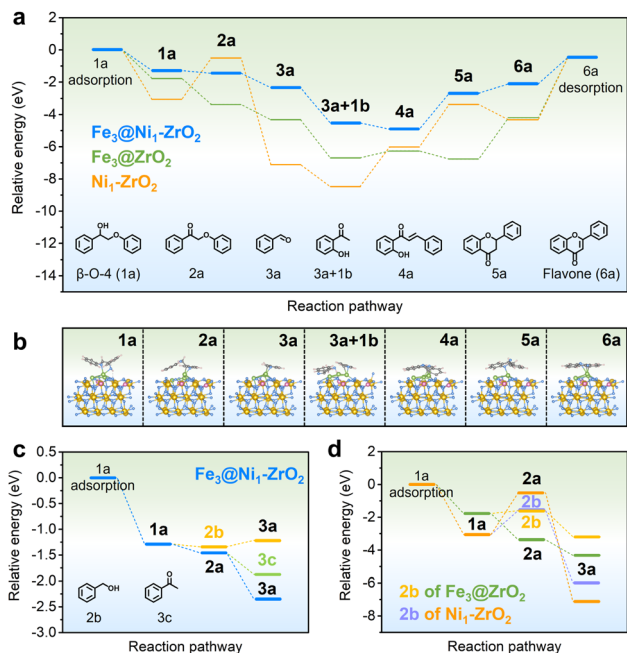 a
2
0
-2
-4
-6
-8
-10
-12
-14
Relative energy (eV)
1a
adsorption
1a
2a
3a
3a+1b
4a
5a
6a
6a
desorption
Fe₃@Ni₁-ZrO₂
Fe₃@ZrO₂
Ni₁-ZrO₂
OH
O
O
O
O
O
OH
O
OH
O
O
O
O
β-O-4 (1a)
2a
3a
3a+1b
4a
5a
Flavone (6a)
Reaction pathway
b
1a
2a
3a
3a+1b
4a
5a
6a
c
0.5
0.0
-0.5
-1.0
-1.5
-2.0
-2.5
-3.0
Relative energy (eV)
1a
adsorption
Fe₃@Ni₁-ZrO₂
1a
2b
2a
3a
3c
3a
OH
O
2b
3c
Reaction pathway
d
2
0
-2
-4
-6
-8
Relative energy (eV)
1a
adsorption
1a
2a
2b
2b
2a
3a
2b of Fe₃@ZrO₂
2b of Ni₁-ZrO₂
Reaction pathway